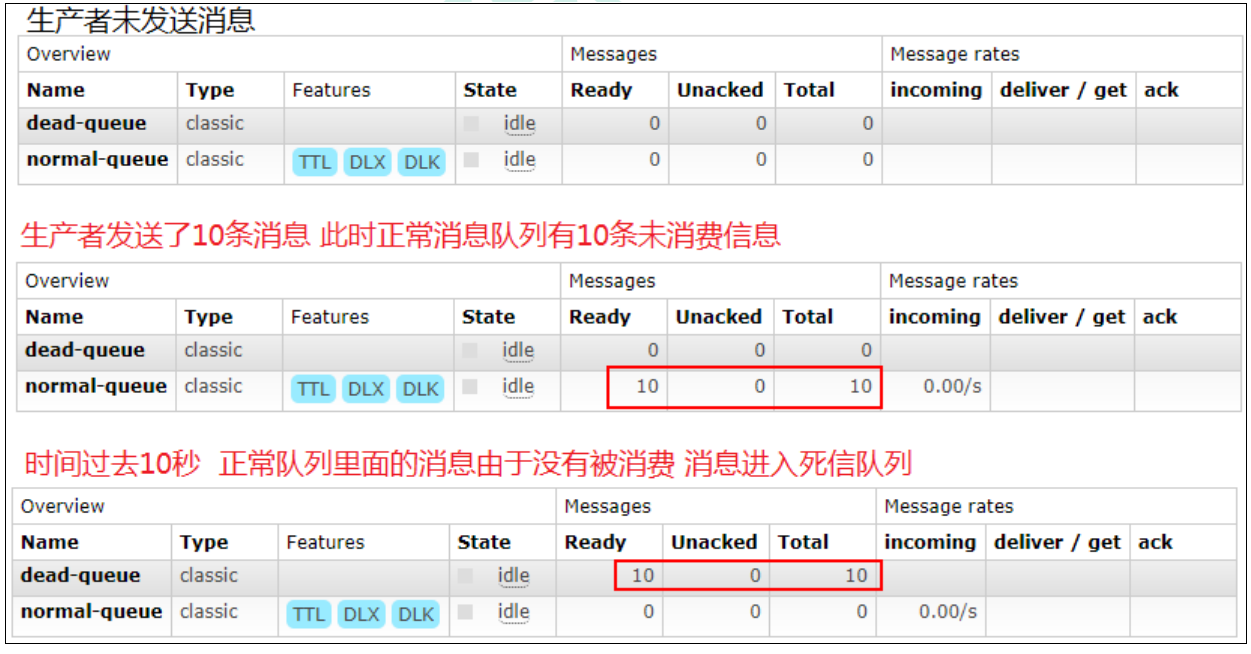 生产者未发送消息
Overview Messages Message rates
Name Type Features State Ready Unacked Total incoming deliver / get ack
dead-queue classic idle 0 0 0
normal-queue classic TTL DLX DLK idle 0 0 0
生产者发送了10条消息 此时正常消息队列有10条未消费信息
Overview Messages Message rates
Name Type Features State Ready Unacked Total incoming deliver / get ack
dead-queue classic idle 0 0 0
normal-queue classic TTL DLX DLK idle 10 0 10 0.00/s
时间过去10秒 正常队列里面的消息由于没有被消费 消息进入死信队列
Overview Messages Message rates
Name Type Features State Ready Unacked Total incoming deliver / get ack
dead-queue classic idle 10 0 10
normal-queue classic TTL DLX DLK idle 0 0 0 0.00/s